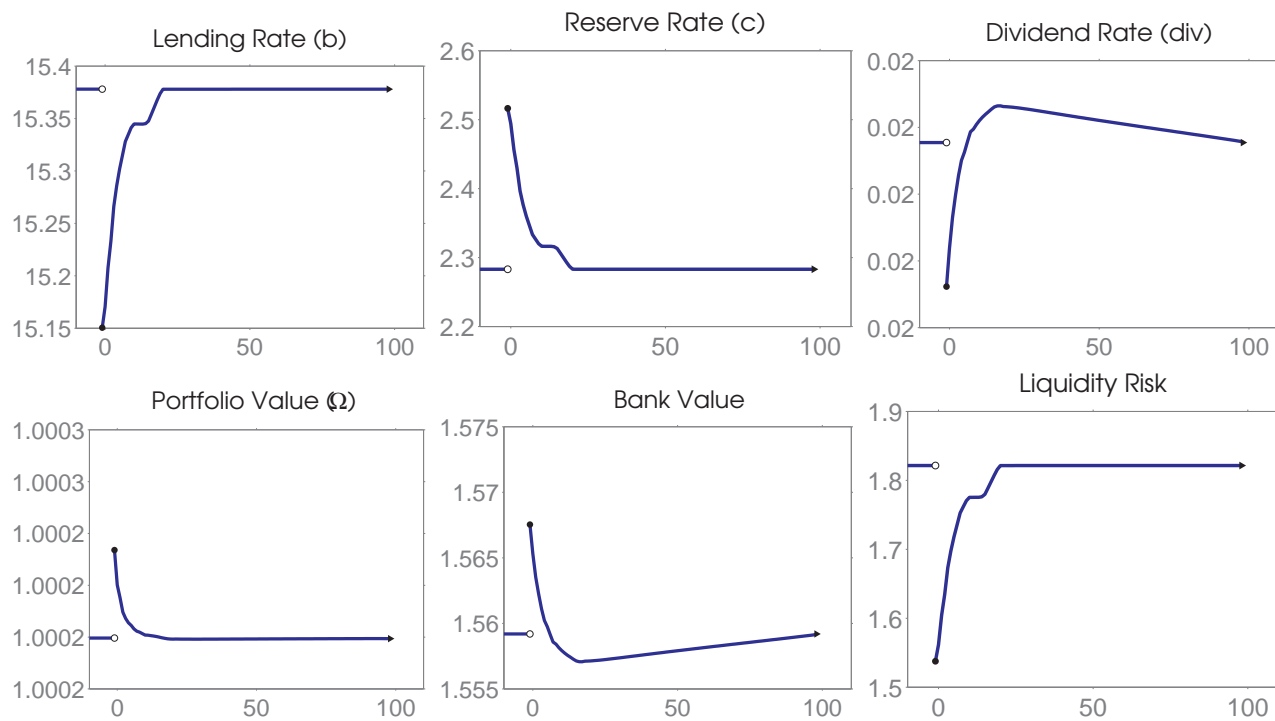 Lending Rate (b)
15.4
15.35
15.3
15.25
15.2
15.15
0 50 100
Reserve Rate (c)
2.6
2.5
2.4
2.3
2.2
0 50 100
Dividend Rate (div)
0.02
0.02
0.02
0.02
0.02
0 50 100
Portfolio Value (Ω)
1.0003
1.0003
1.0002
1.0002
1.0002
1.0002
0 50 100
Bank Value
1.575
1.57
1.565
1.56
1.555
0 50 100
Liquidity Risk
1.9
1.8
1.7
1.6
1.5
0 50 100